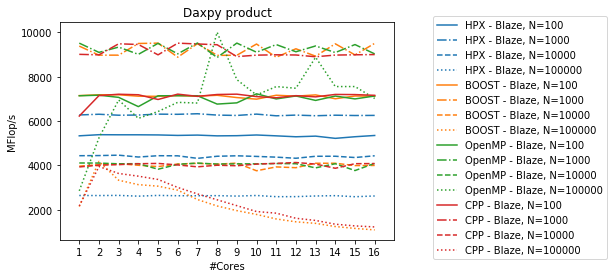 Daxpy product
MFlop/s
10000
8000
6000
4000
2000
1 2 3 4 5 6 7 8 9 10 11 12 13 14 15 16
#Cores
HPX - Blaze, N=100
HPX - Blaze, N=1000
HPX - Blaze, N=10000
HPX - Blaze, N=100000
BOOST - Blaze, N=100
BOOST - Blaze, N=1000
BOOST - Blaze, N=10000
BOOST - Blaze, N=100000
OpenMP - Blaze, N=100
OpenMP - Blaze, N=1000
OpenMP - Blaze, N=10000
OpenMP - Blaze, N=100000
CPP - Blaze, N=100
CPP - Blaze, N=1000
CPP - Blaze, N=10000
CPP - Blaze, N=100000